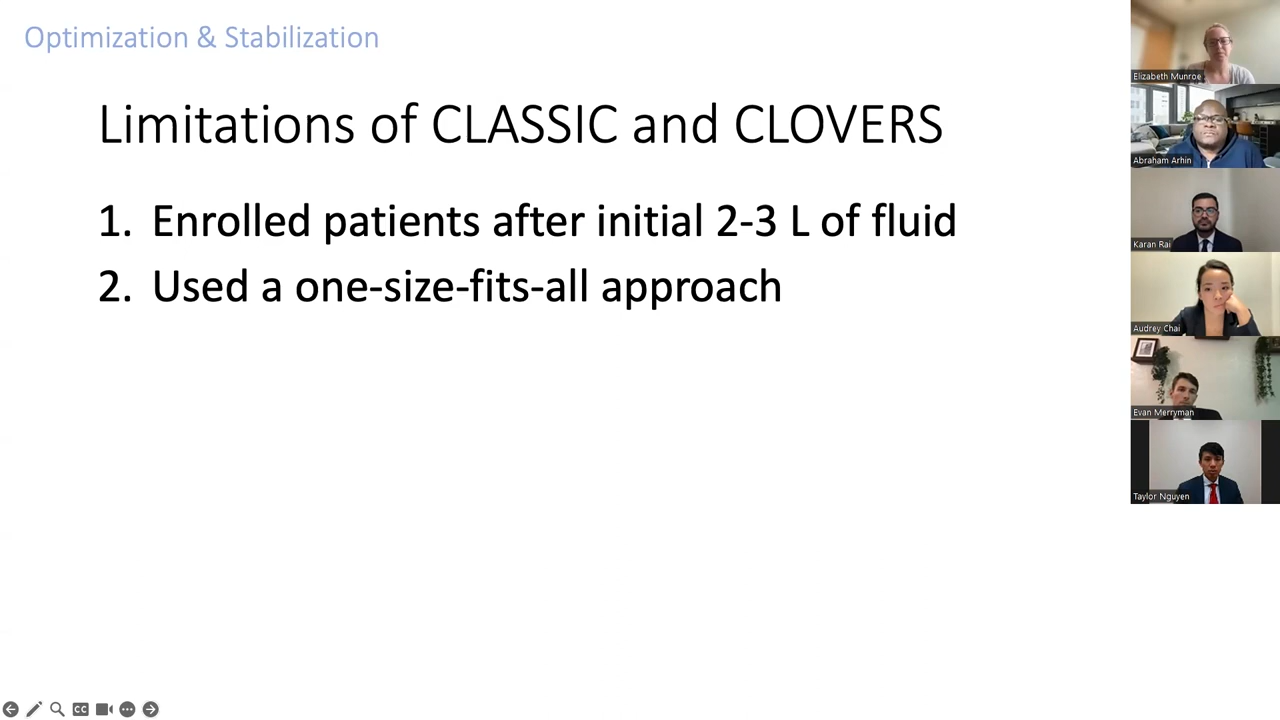 Optimization & Stabilization
Limitations of CLASSIC and CLOVERS
1. Enrolled patients after initial 2-3 L of fluid
2. Used a one-size-fits-all approach
Elizabeth Munroe
Abraham Arhin
Karan Rai
Audrey Chai
Evan Merryman
Taylor Nguyen
CC